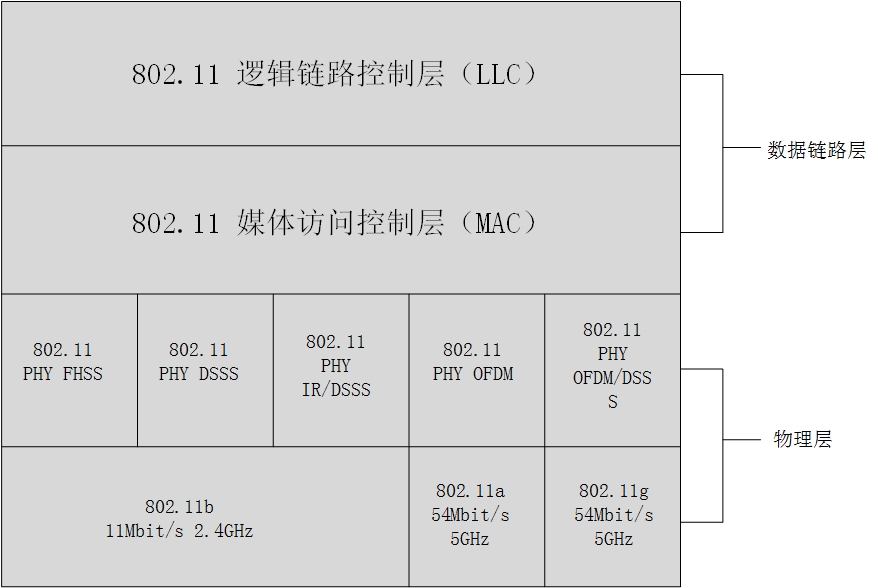 802.11 逻辑链路控制层（LLC）
数据链路层
802.11 媒体访问控制层（MAC）
802.11
PHY FHSS
802.11
PHY DSSS
802.11
PHY
IR/DSSS
802.11
PHY OFDM
802.11
PHY
OFDM/DSS
S
物理层
802.11b
11Mbit/s 2.4GHz
802.11a
54Mbit/s
5GHz
802.11g
54Mbit/s
5GHz